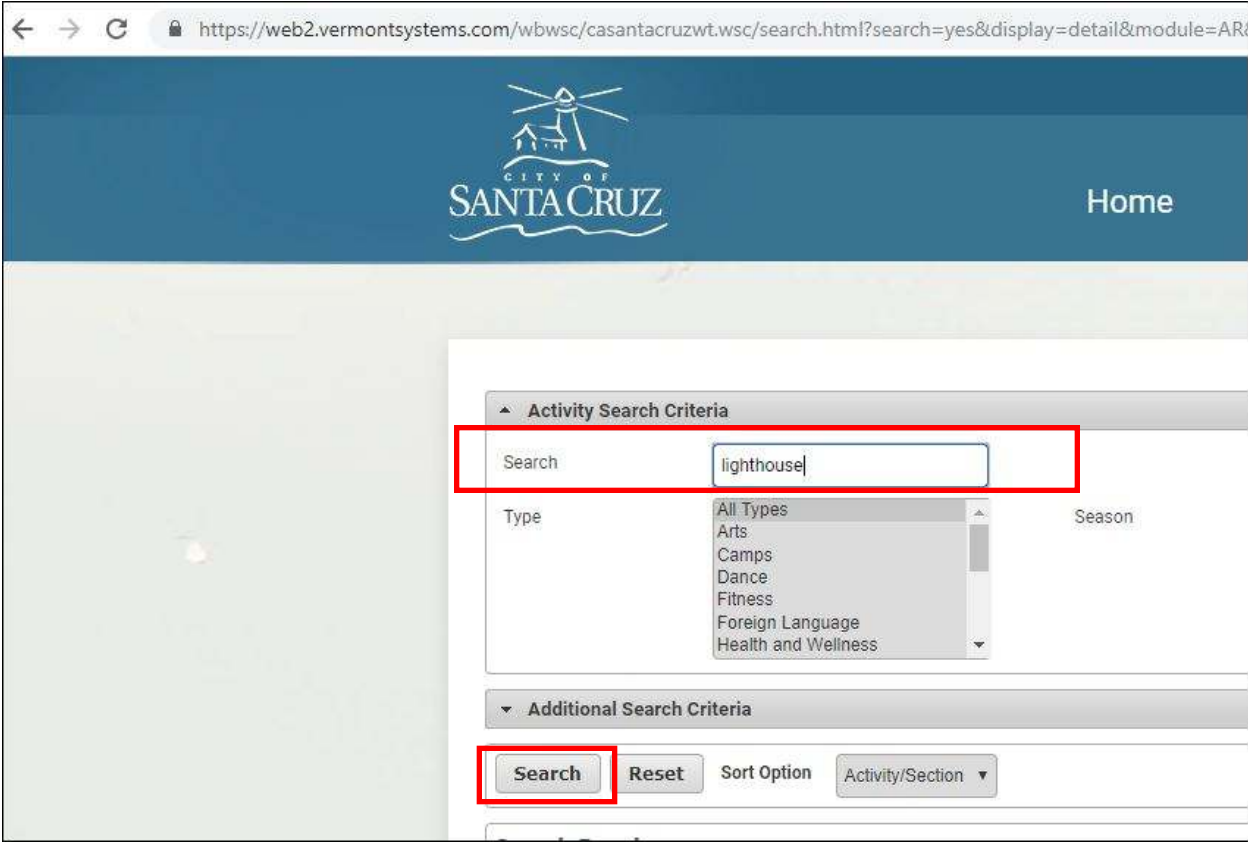 https://web2.vermontsystems.com/wbwsc/casantacruzwt.wsc/search.html?search=yes&display=detail&module=AR&
CITY OF
SANTA CRUZ
Home
Activity Search Criteria
Search lighthouse
Type All Types Season
Arts
Camps
Dance
Fitness
Foreign Language
Health and Wellness
Additional Search Criteria
Search Reset Sort Option Activity/Section